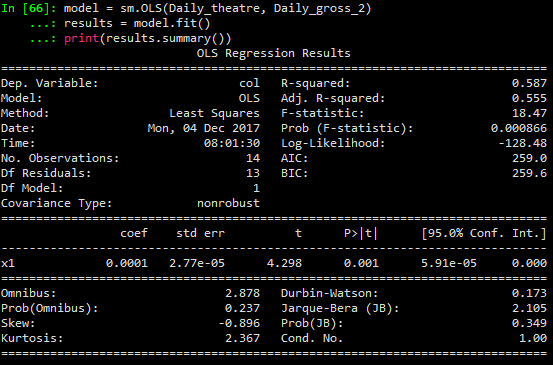 In [66]: model = sm.OLS(Daily_theatre, Daily_gross_2)
    ...: results = model.fit()
    ...: print(results.summary())
                            OLS Regression Results
==============================================================================
Dep. Variable:                    col   R-squared:                       0.587
Model:                            OLS   Adj. R-squared:                  0.555
Method:                 Least Squares   F-statistic:                     18.47
Date:                Mon, 04 Dec 2017   Prob (F-statistic):           0.000866
Time:                        08:01:30   Log-Likelihood:                -128.48
No. Observations:                  14   AIC:                             259.0
Df Residuals:                      13   BIC:                             259.6
Df Model:                           1
Covariance Type:            nonrobust
==============================================================================
                 coef    std err          t      P>|t|      [95.0% Conf. Int.]
------------------------------------------------------------------------------
x1             0.0001   2.77e-05      4.298      0.001      5.91e-05     0.000
==============================================================================
Omnibus:                        2.878   Durbin-Watson:                   0.173
Prob(Omnibus):                  0.237   Jarque-Bera (JB):                2.105
Skew:                          -0.896   Prob(JB):                        0.349
Kurtosis:                       2.367   Cond. No.                         1.00
==============================================================================